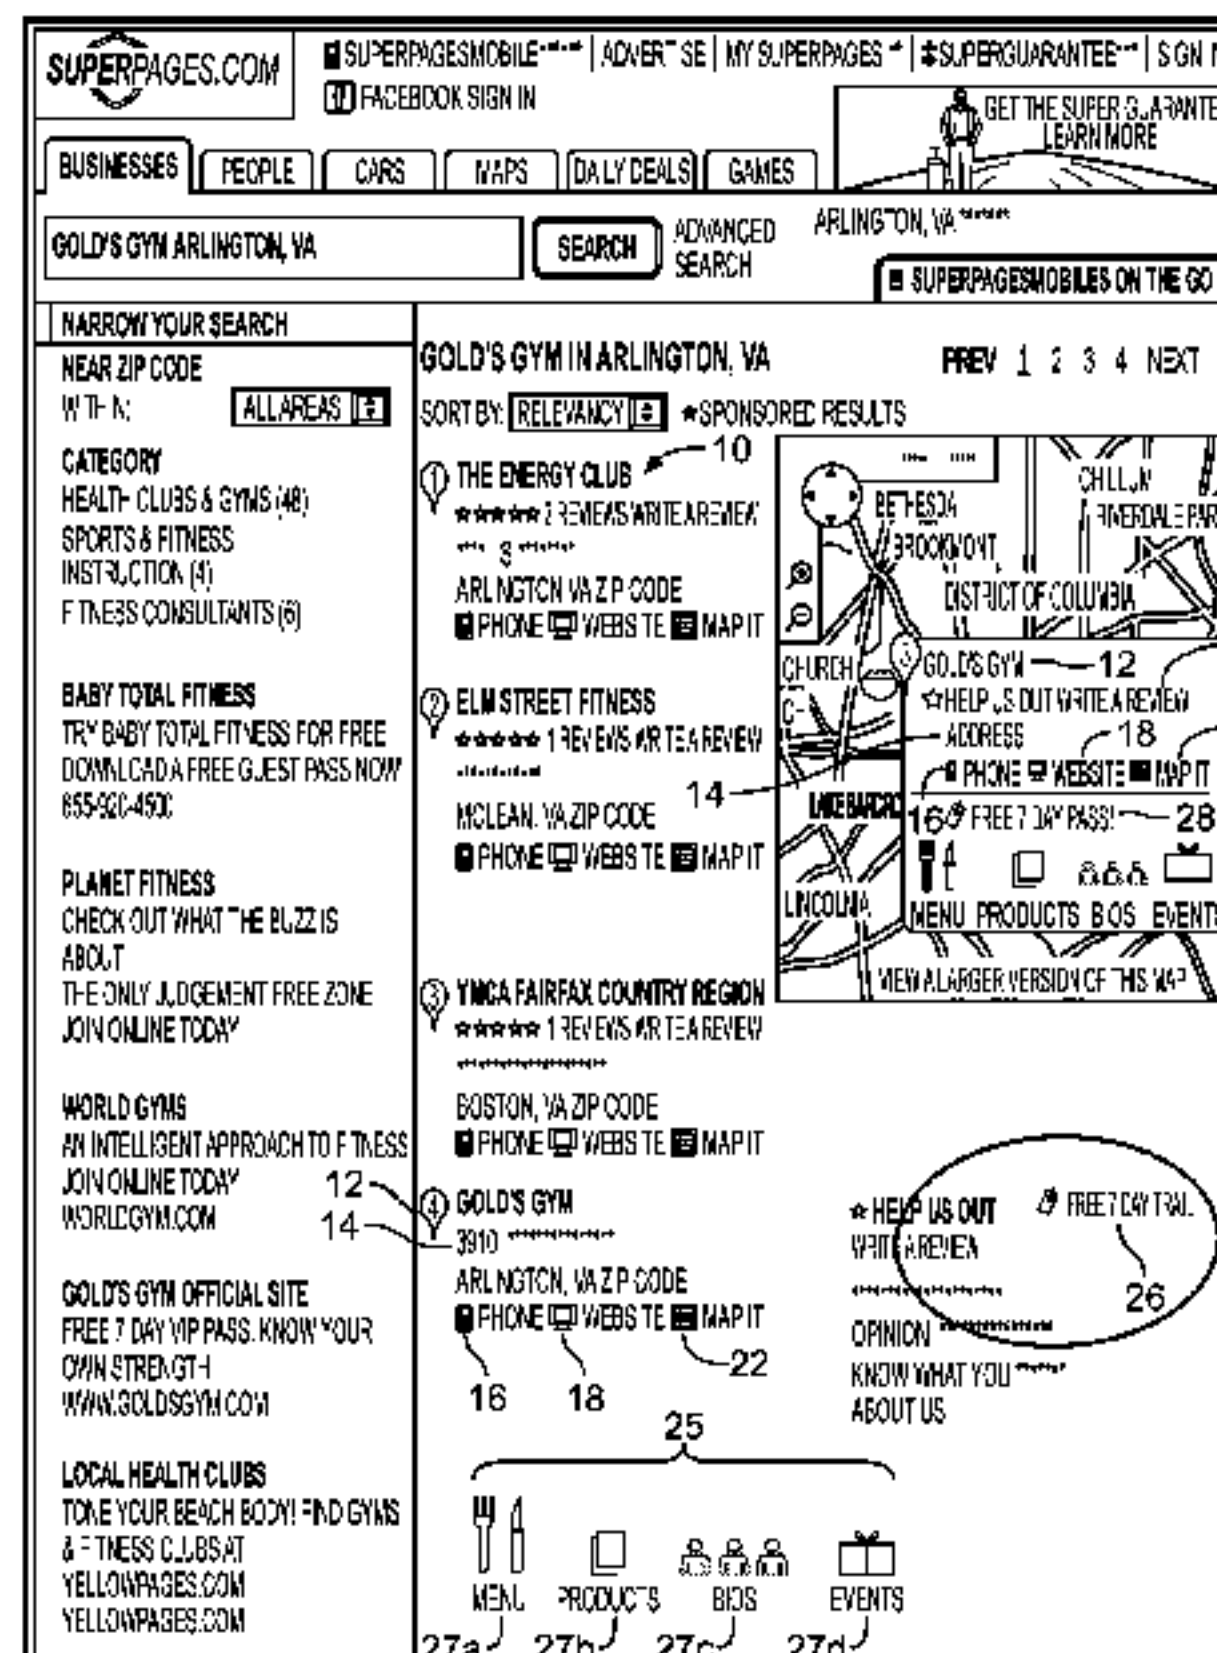 SUPERPAGES.COM
SUPERPAGESMOBILE | ADVERTISE | MY SUPERPAGES | $SUPERGUARANTEE | SIGN
FACEBOOK SIGN IN
GET THE SUPER GUARANTE
LEARN MORE
BUSINESSES PEOPLE CARS MAPS DAILY DEALS GAMES
GOLD'S GYM ARLINGTON, VA SEARCH ADVANCED SEARCH
ARLINGTON, VA ******
SUPERPAGESMOBILES ON THE GO
NARROW YOUR SEARCH
NEAR ZIP CODE
WITHIN: ALL AREAS
CATEGORY
HEALTH CLUBS & GYMS (48)
SPORTS & FITNESS
INSTRUCTION (4)
FITNESS CONSULTANTS (6)
BABY TOTAL FITNESS
TRY BABY TOTAL FITNESS FOR FREE
DOWNLOAD A FREE GUEST PASS NOW
855-920-4500
PLANET FITNESS
CHECK OUT WHAT THE BUZZ IS
ABOUT
THE ONLY JUDGEMENT FREE ZONE
JOIN ONLINE TODAY
WORLD GYMS
AN INTELLIGENT APPROACH TO FITNESS
JOIN ONLINE TODAY
WORLDGYM.COM
GOLD'S GYM OFFICIAL SITE
FREE 7 DAY VIP PASS. KNOW YOUR
OWN STRENGTH
WWW.GOLDSGYM.COM
LOCAL HEALTH CLUBS
TONE YOUR BEACH BODY! FIND GYMS
& FITNESS CLUBS AT
YELLOWPAGES.COM
YELLOWPAGES.COM
GOLD'S GYM IN ARLINGTON, VA
PREV 1 2 3 4 NEXT
SORT BY: RELEVANCY ★SPONSORED RESULTS
10
1 THE ENERGY CLUB
☆☆☆☆☆ 2 REVIEWS WRITE A REVIEW
**** S *******
ARLINGTON VA ZIP CODE
PHONE WEBSITE MAP IT
2 ELM STREET FITNESS
☆☆☆☆☆ 1 REVIEWS WRITE A REVIEW
MCLEAN, VA ZIP CODE
PHONE WEBSITE MAP IT
3 YMCA FAIRFAX COUNTRY REGION
☆☆☆☆☆ 1 REVIEWS WRITE A REVIEW
BOSTON, VA ZIP CODE
PHONE WEBSITE MAP IT
12
4 GOLD'S GYM
14
3910 *************
ARLINGTON, VA ZIP CODE
PHONE WEBSITE MAP IT
16 18 22
BETHESDA
CHILLUM
RIVERDALE PAR
BROOKMONT
DISTRICT OF COLUMBIA
CHURCH
GOLD'S GYM 12
☆HELP US OUT WRITE A REVIEW
14 ADDRESS 18
PHONE WEBSITE MAP IT
16 FREE 7 DAY PASS! 28
MENU PRODUCTS BIOS EVENTS
LINCOLNIA
VIEW A LARGER VERSION OF THIS MAP
☆ HELP US OUT
FREE 7 DAY TRAIL
WRITE A REVIEW
26
OPINION
KNOW WHAT YOU ******
ABOUT US
25
MENU PRODUCTS BIOS EVENTS
27a 27b 27c 27d